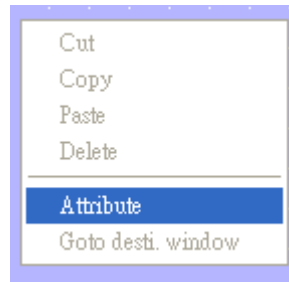 Cut
Copy
Paste
Delete
Attribute
Goto desti. window